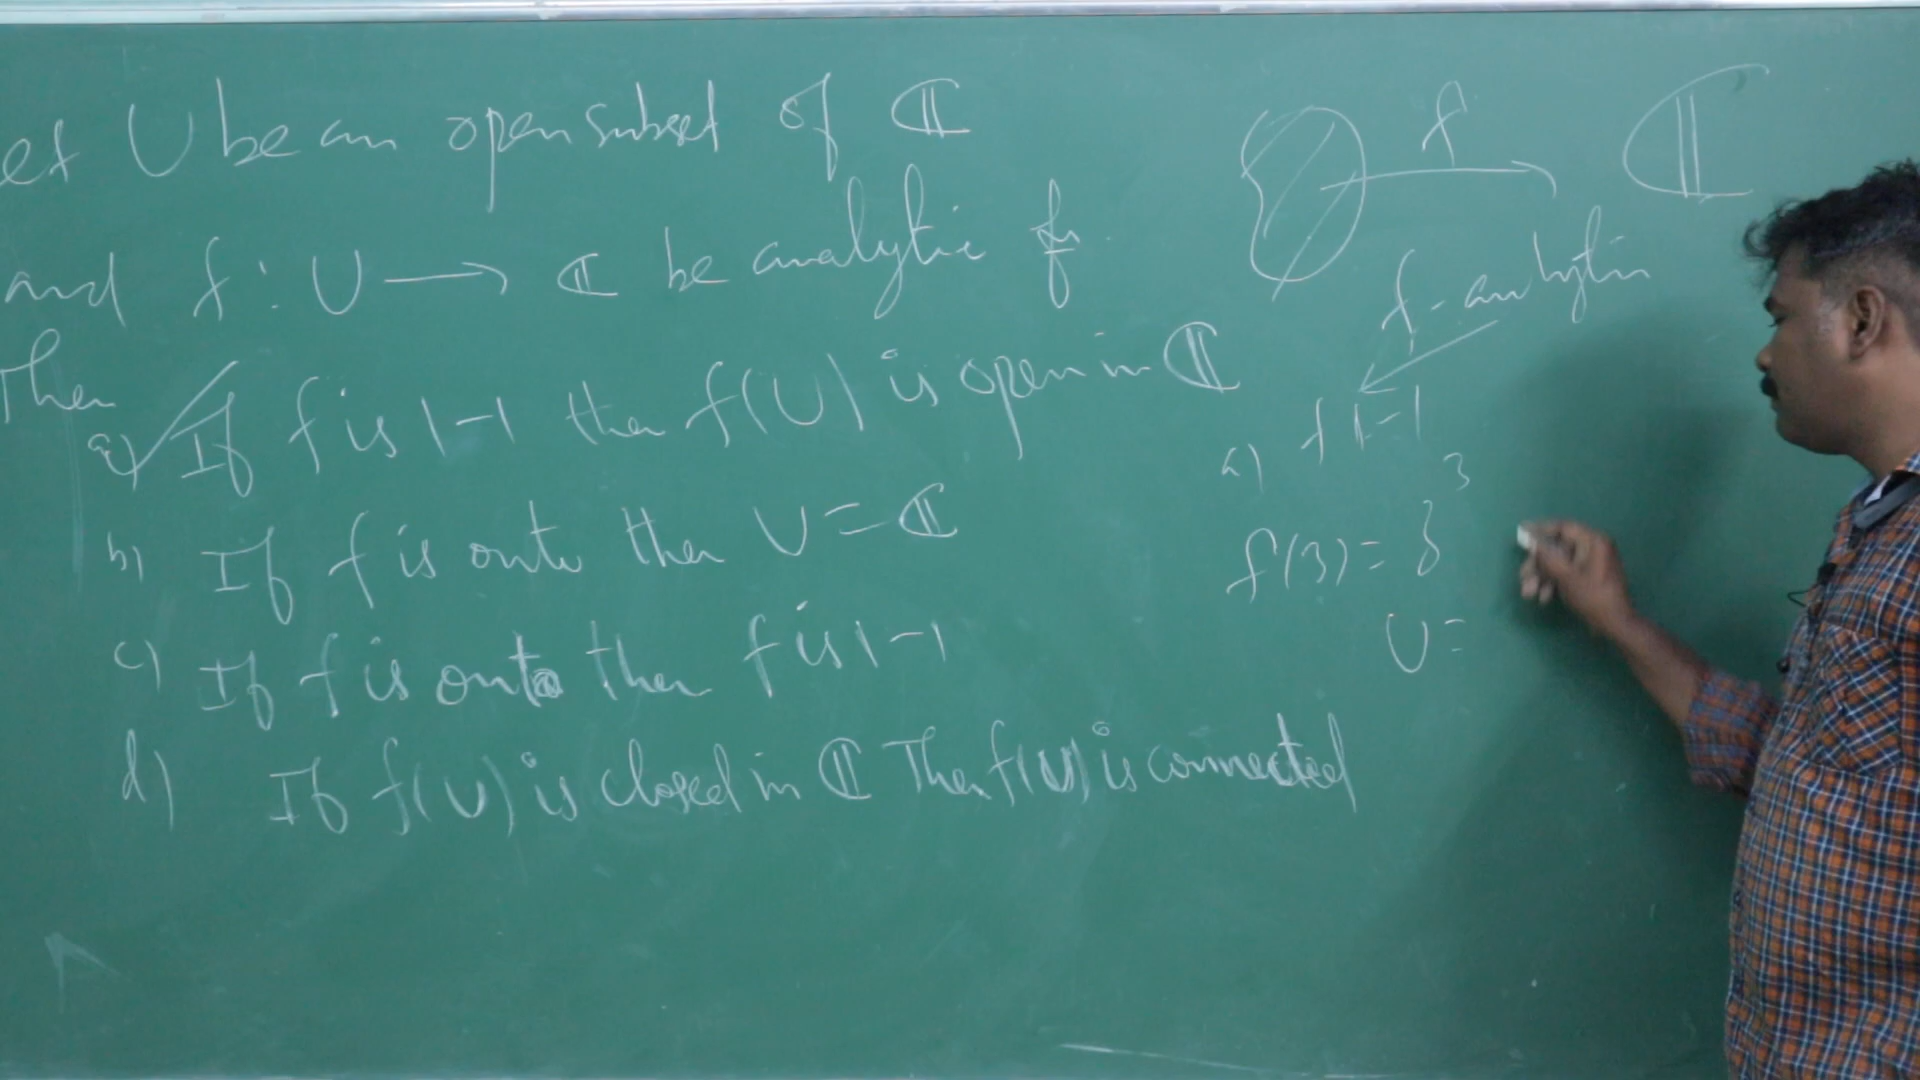 et U be an open subset of ℂ
and f : U → ℂ be analytic fn.
Then
a) If f is 1-1 then f(U) is open in ℂ
b) If f is onto then U = ℂ
c) If f is onto then f is 1-1
d) If f(U) is closed in ℂ Then f(U) is connected
f
ℂ
f - analytic
a) f 1-1
f(z) = z³
U =